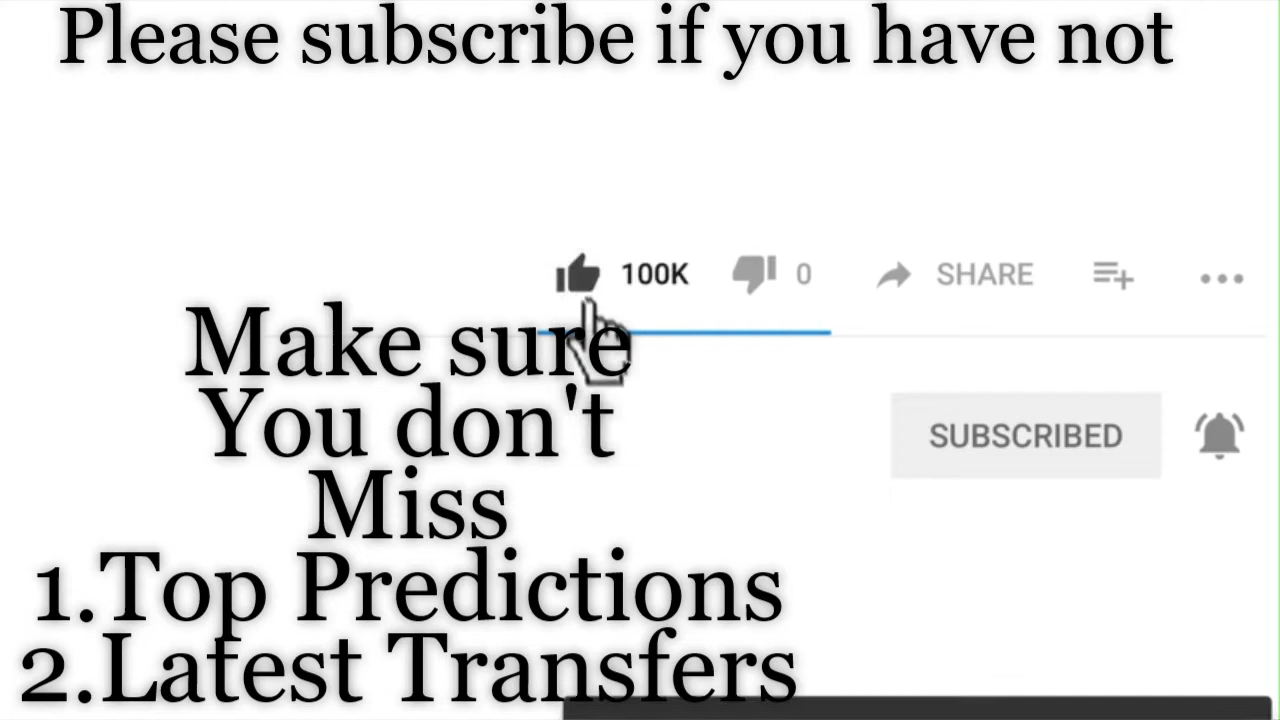 Please subscribe if you have not
100K 0 SHARE
Make sure
You don't
SUBSCRIBED
Miss
1.Top Predictions
2.Latest Transfers